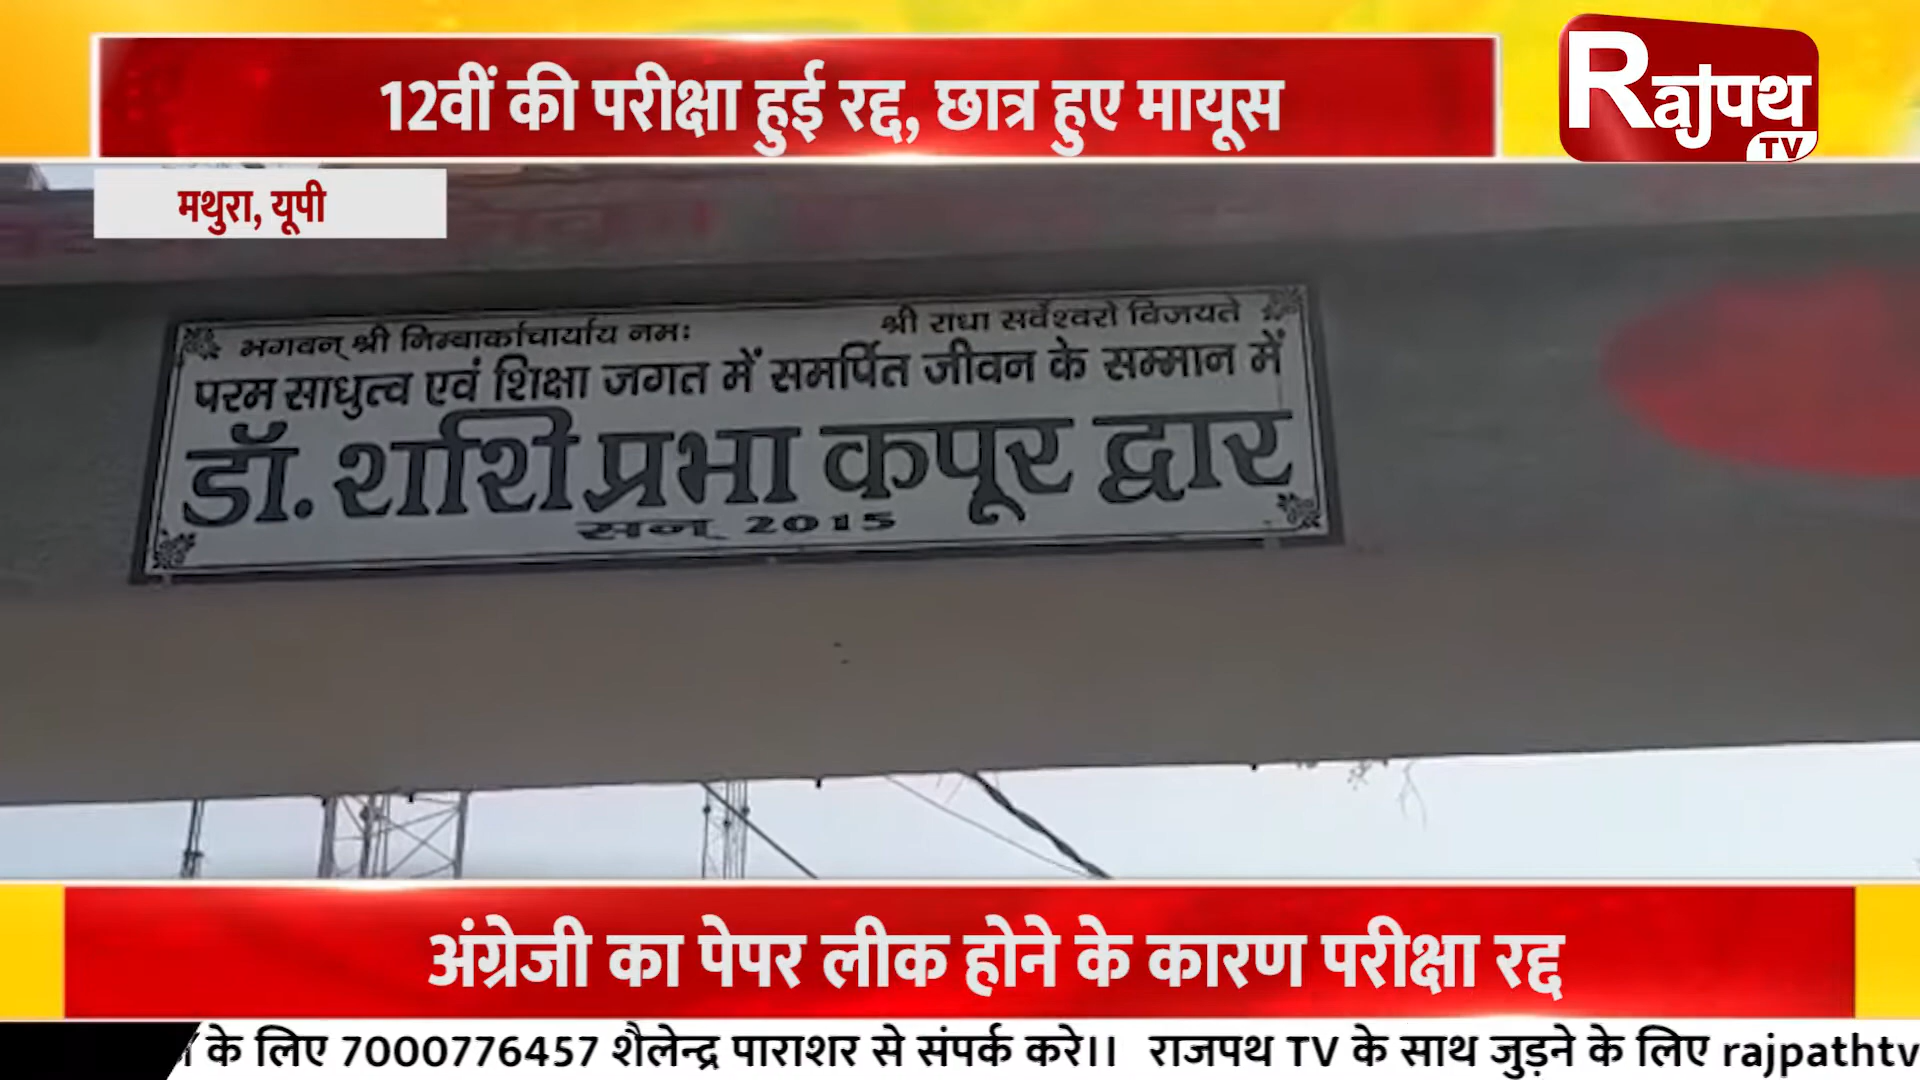 12वीं की परीक्षा हुई रद्द, छात्र हुए मायूस
Rajपथ
TV
मथुरा, यूपी
भगवन् श्री निम्बार्काचार्याय नमः
श्री राधा सर्वेश्वरो विजयते
परम साधुत्व एवं शिक्षा जगत में समर्पित जीवन के सम्मान में
डॉ. शशि प्रभा कपूर द्वार
सन् 2015
अंग्रेजी का पेपर लीक होने के कारण परीक्षा रद्द
के लिए 7000776457 शैलेन्द्र पाराशर से संपर्क करे।। राजपथ TV के साथ जुड़ने के लिए rajpathtv